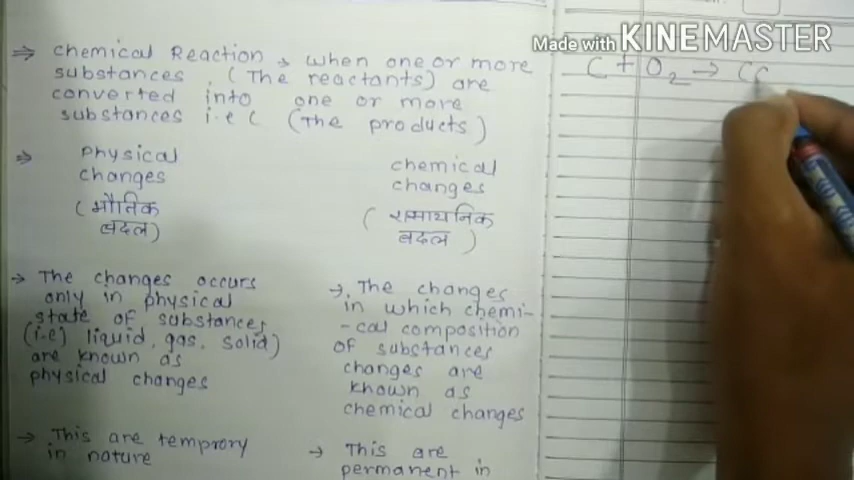 Made with KINEMASTER
⇒ chemical Reaction → when one or more
substances (The reactants) are
converted into one or more
substances i.e ( (The products)
C + O2 → CO
⇒ Physical
changes
(भौतिक
बदल)
chemical
changes
(रासायनिक
बदल )
→ The changes occurs
only in physical
state of substances
(i.e) liquid, gas, solid)
are known as
physical changes
→ The changes
in which chemi-
-cal composition
of substances
changes are
known as
chemical changes
→ This are temprory
in nature
→ This are
permanent in